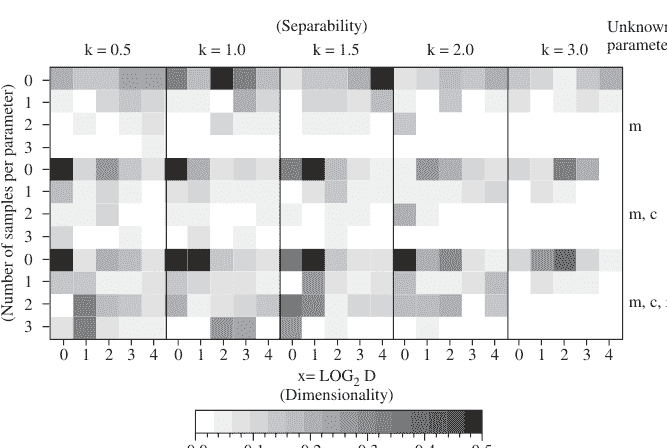 (Separability)
Unknown
k = 0.5 k = 1.0 k = 1.5 k = 2.0 k = 3.0
(Number of samples per parameter)
0
1
2
3
0
1
2
3
0
1
2
3
m
m, c
m, c,
0 1 2 3 4 0 1 2 3 4 0 1 2 3 4 0 1 2 3 4 0 1 2 3 4
x= LOG2 D
(Dimensionality)